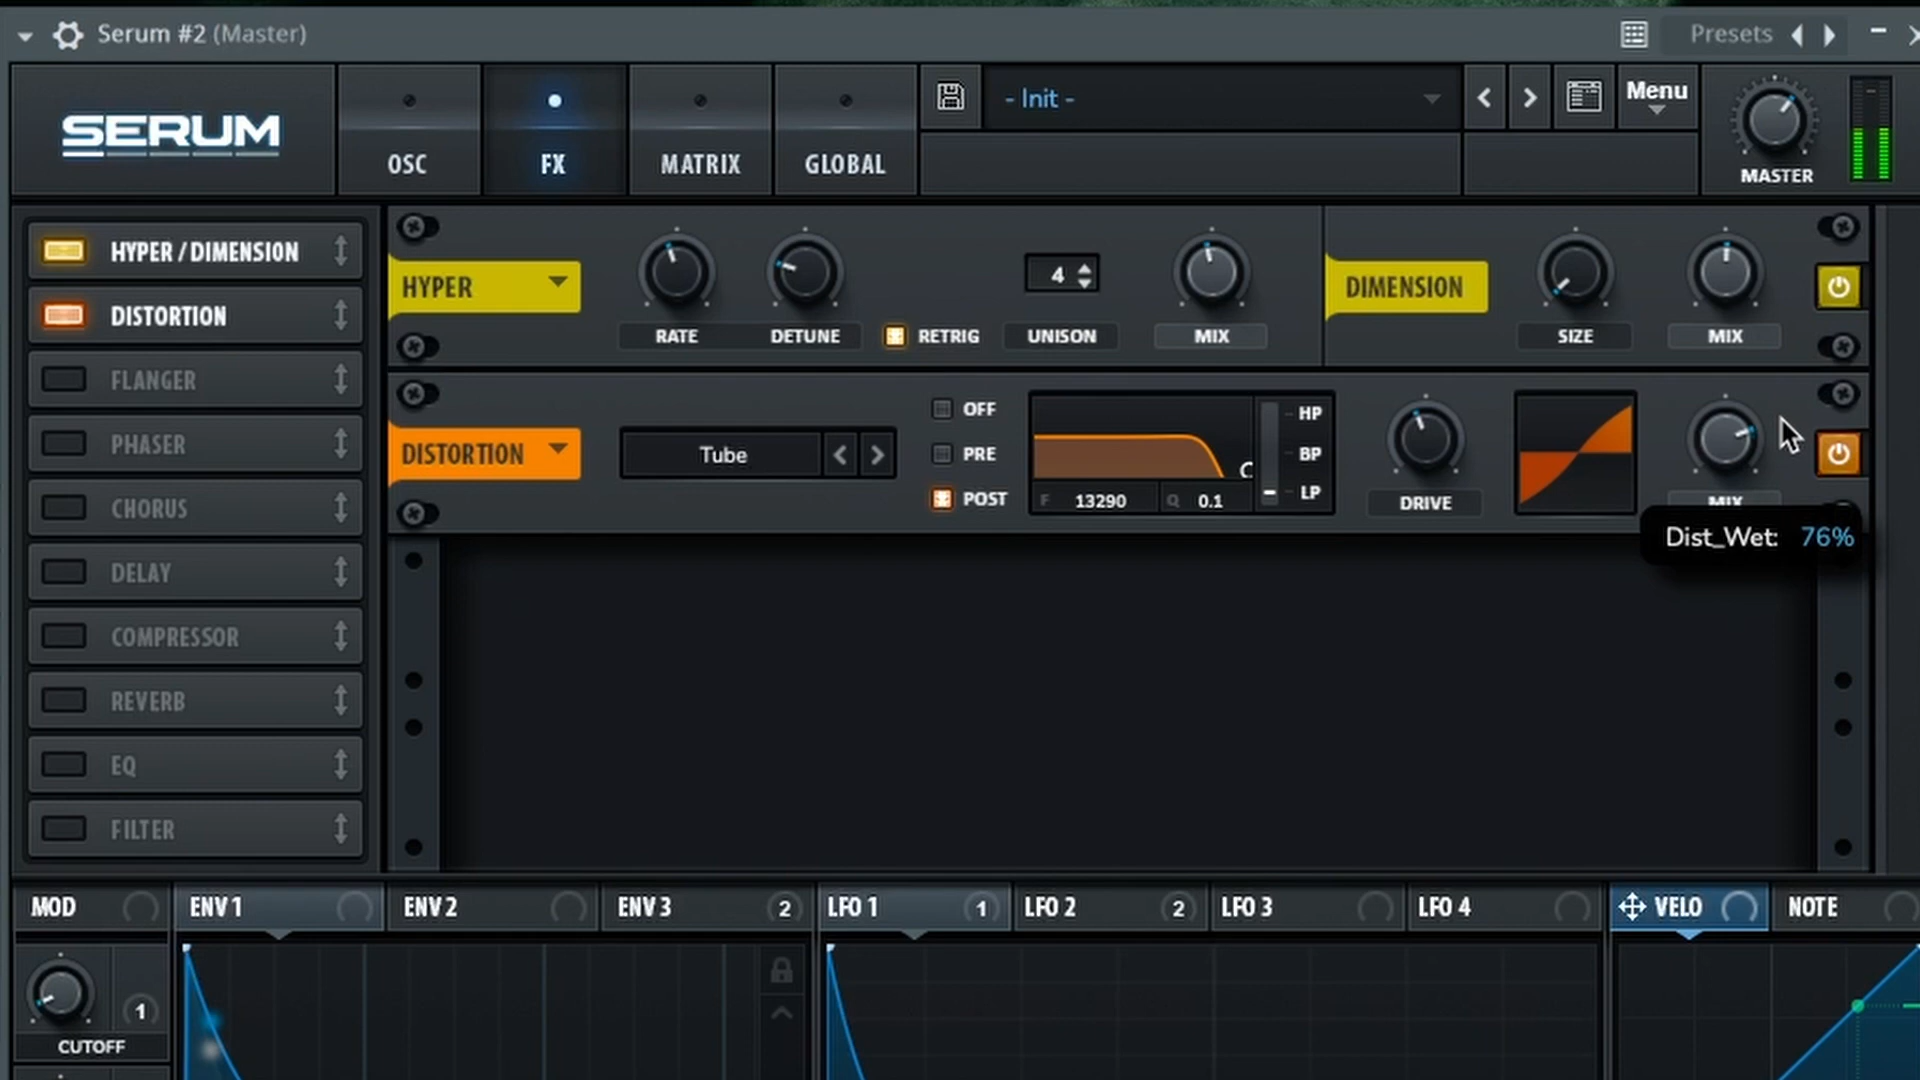 Serum #2 (Master)
Presets
SERUM
OSC
FX
MATRIX
GLOBAL
- Init -
Menu
MASTER
HYPER / DIMENSION
DISTORTION
FLANGER
PHASER
CHORUS
DELAY
COMPRESSOR
REVERB
EQ
FILTER
HYPER
RATE
DETUNE
RETRIG
4
UNISON
MIX
DIMENSION
SIZE
MIX
DISTORTION
Tube
OFF
PRE
POST
F 13290
Q 0.1
HP
BP
LP
DRIVE
MIX
Dist_Wet: 76%
MOD
ENV 1
ENV 2
ENV 3 2
LFO 1 1
LFO 2 2
LFO 3
LFO 4
VELO
NOTE
1
CUTOFF